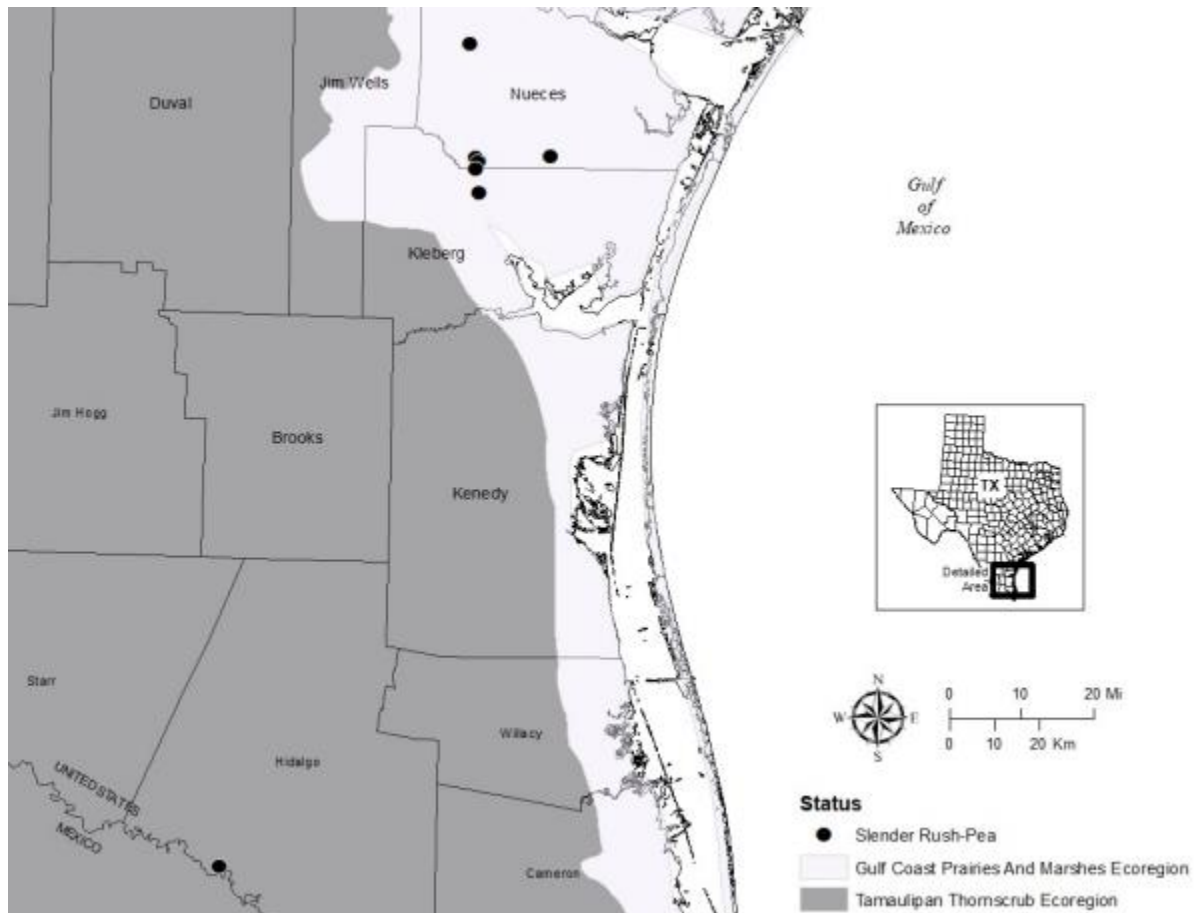 Jim Wells
Duval
Nueces
Gulf
of
Mexico
Kleberg
Jim Hogg
Brooks
Kenedy
TX
Detailed
Area
Starr
Willacy
Hidalgo
UNITED STATES
MEXICO
Cameron
N
W E
S
0 10 20 Mi
0 10 20 Km
Status
Slender Rush-Pea
Gulf Coast Prairies And Marshes Ecoregion
Tamaulipan Thornscrub Ecoregion